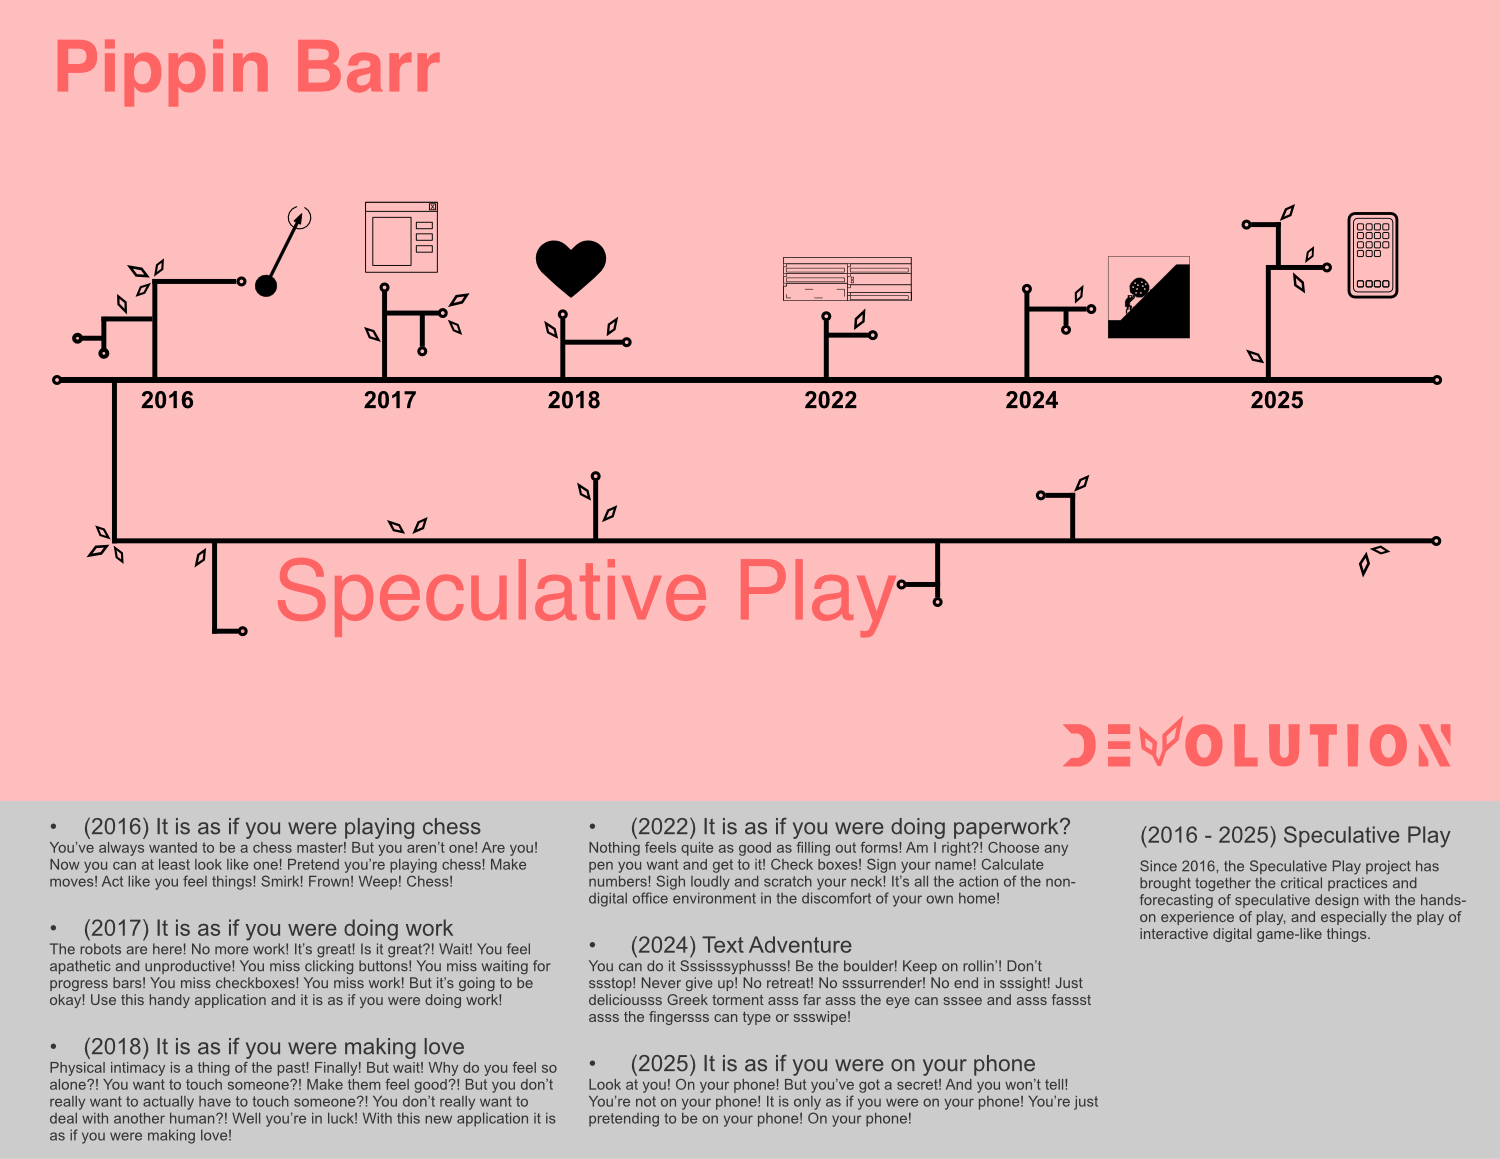 Pippin Barr
2016
2017
2018
2022
2024
2025
Speculative Play
DEVOLUTION
• (2016) It is as if you were playing chess
You've always wanted to be a chess master! But you aren't one! Are you!
Now you can at least look like one! Pretend you're playing chess! Make
moves! Act like you feel things! Smirk! Frown! Weep! Chess!
• (2017) It is as if you were doing work
The robots are here! No more work! It's great! Is it great?! Wait! You feel
apathetic and unproductive! You miss clicking buttons! You miss waiting for
progress bars! You miss checkboxes! You miss work! But it's going to be
okay! Use this handy application and it is as if you were doing work!
• (2018) It is as if you were making love
Physical intimacy is a thing of the past! Finally! But wait! Why do you feel so
alone?! You want to touch someone?! Make them feel good?! But you don't
really want to actually have to touch someone?! You don't really want to
deal with another human?! Well you're in luck! With this new application it is
as if you were making love!
• (2022) It is as if you were doing paperwork?
Nothing feels quite as good as filling out forms! Am I right?! Choose any
pen you want and get to it! Check boxes! Sign your name! Calculate
numbers! Sigh loudly and scratch your neck! It's all the action of the non-
digital office environment in the discomfort of your own home!
• (2024) Text Adventure
You can do it Sssisssyphusss! Be the boulder! Keep on rollin'! Don't
ssstop! Never give up! No retreat! No sssurrender! No end in sssight! Just
deliciousss Greek torment asss far asss the eye can sssee and asss fassst
asss the fingersss can type or ssswipe!
• (2025) It is as if you were on your phone
Look at you! On your phone! But you've got a secret! And you won't tell!
You're not on your phone! It is only as if you were on your phone! You're just
pretending to be on your phone! On your phone!
(2016 - 2025) Speculative Play
Since 2016, the Speculative Play project has
brought together the critical practices and
forecasting of speculative design with the hands-
on experience of play, and especially the play of
interactive digital game-like things.